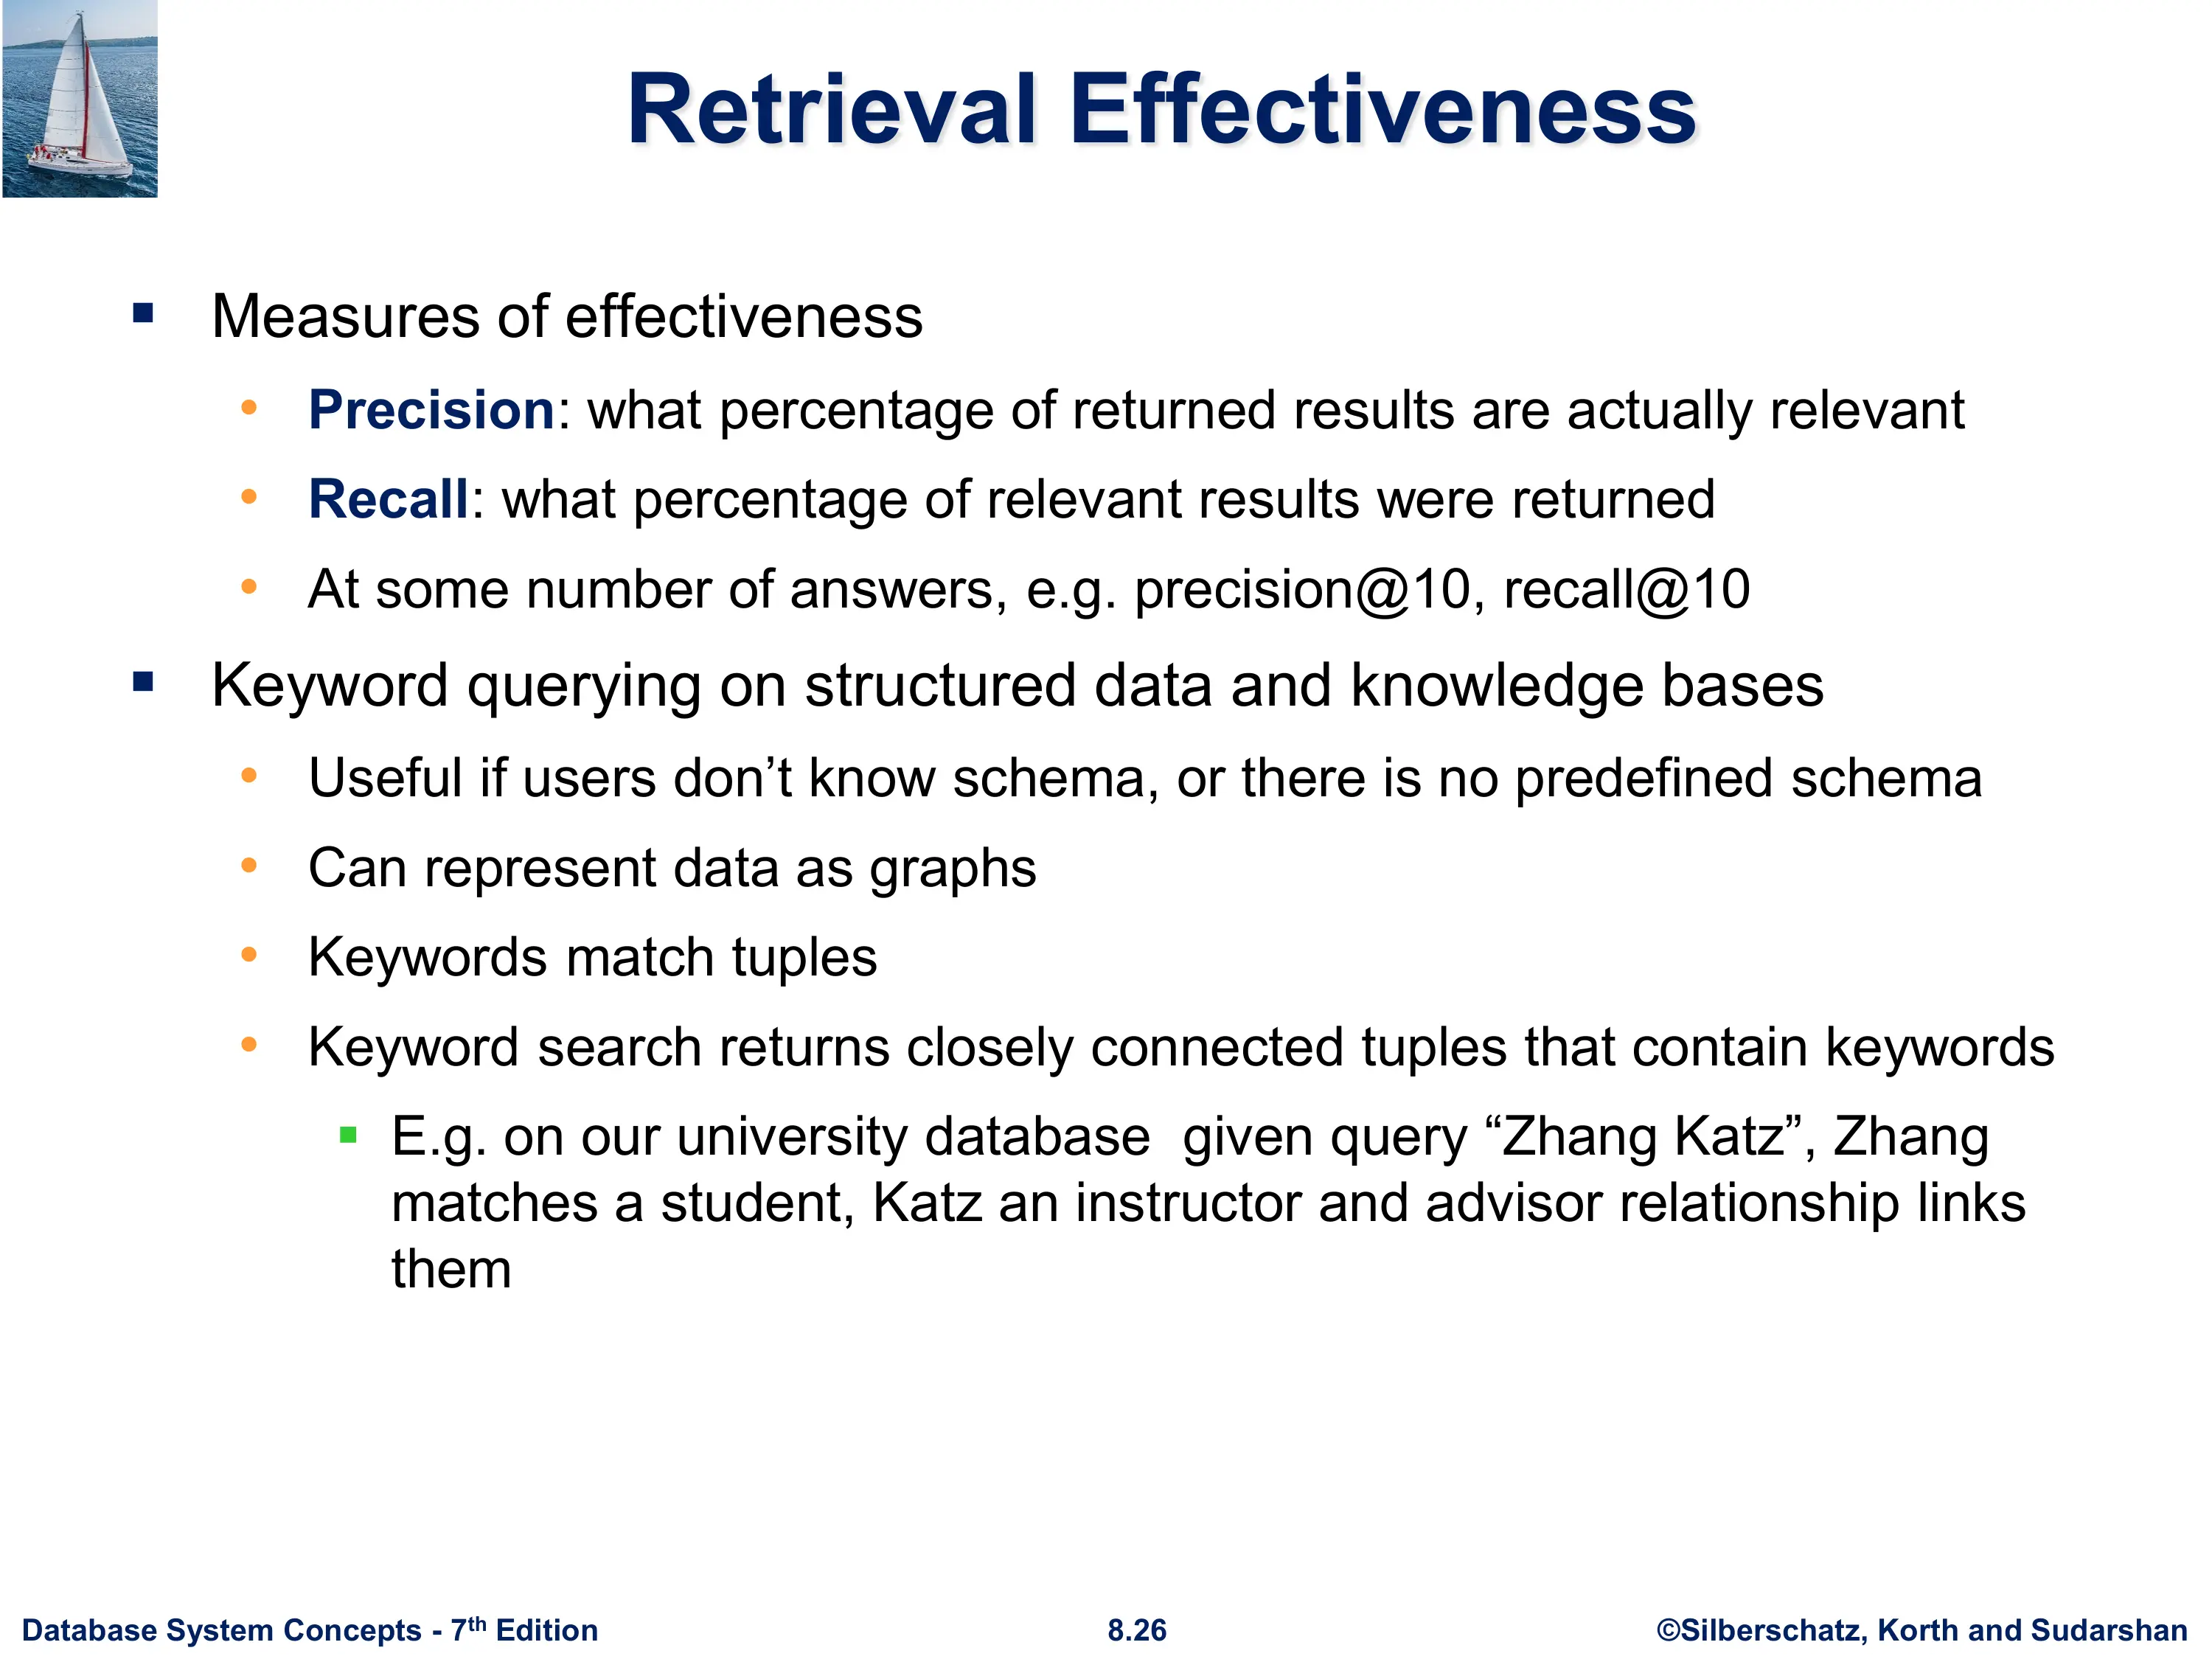 Retrieval Effectiveness
▪ Measures of effectiveness
• Precision: what percentage of returned results are actually relevant
• Recall: what percentage of relevant results were returned
• At some number of answers, e.g. precision@10, recall@10
▪ Keyword querying on structured data and knowledge bases
• Useful if users don’t know schema, or there is no predefined schema
• Can represent data as graphs
• Keywords match tuples
• Keyword search returns closely connected tuples that contain keywords
▪ E.g. on our university database  given query “Zhang Katz”, Zhang
matches a student, Katz an instructor and advisor relationship links
them
Database System Concepts - 7th Edition
8.26
©Silberschatz, Korth and Sudarshan